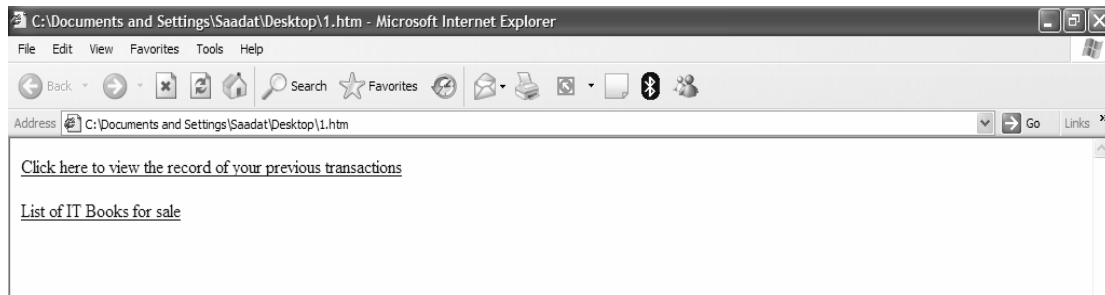 C:\Documents and Settings\Saadat\Desktop\1.htm - Microsoft Internet Explorer
File Edit View Favorites Tools Help
Back Search Favorites
Address C:\Documents and Settings\Saadat\Desktop\1.htm Go Links »
Click here to view the record of your previous transactions
List of IT Books for sale